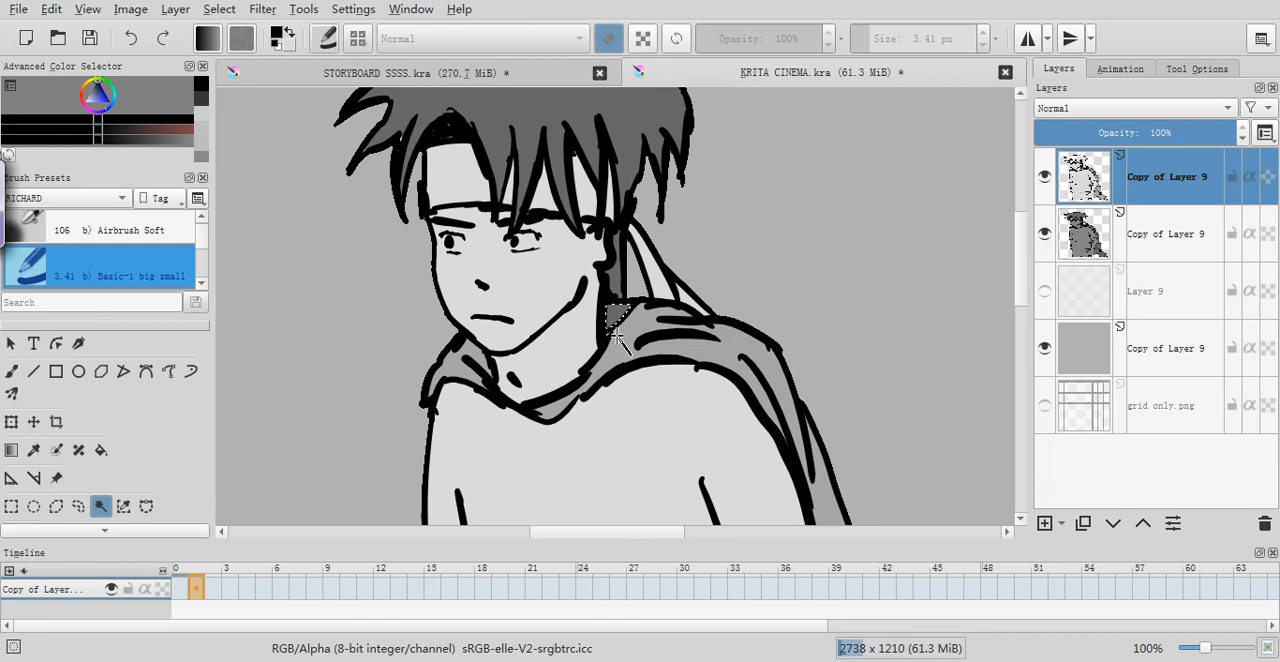 File Edit View Image Layer Select Filter Tools Settings Window Help
Normal
Opacity: 100%
Size: 3.41 px
Advanced Color Selector
STORYBOARD SSSS.kra (270.7 MiB) *
KRITA CINEMA.kra (61.3 MiB) *
Layers Animation Tool Options
Layers
Normal
Opacity: 100%
Copy of Layer 9
Copy of Layer 9
Layer 9
Copy of Layer 9
grid only.png
Brush Presets
RICHARD
Tag
106 b) Airbrush Soft
3.41 b) Basic-1 big small
Search
Timeline
0 3 6 9 12 15 18 21 24 27 30 33 36 39 42 45 48 51 54 57 60 63
Copy of Layer...
RGB/Alpha (8-bit integer/channel) sRGB-elle-V2-srgbtrc.icc
2738 x 1210 (61.3 MiB)
100%